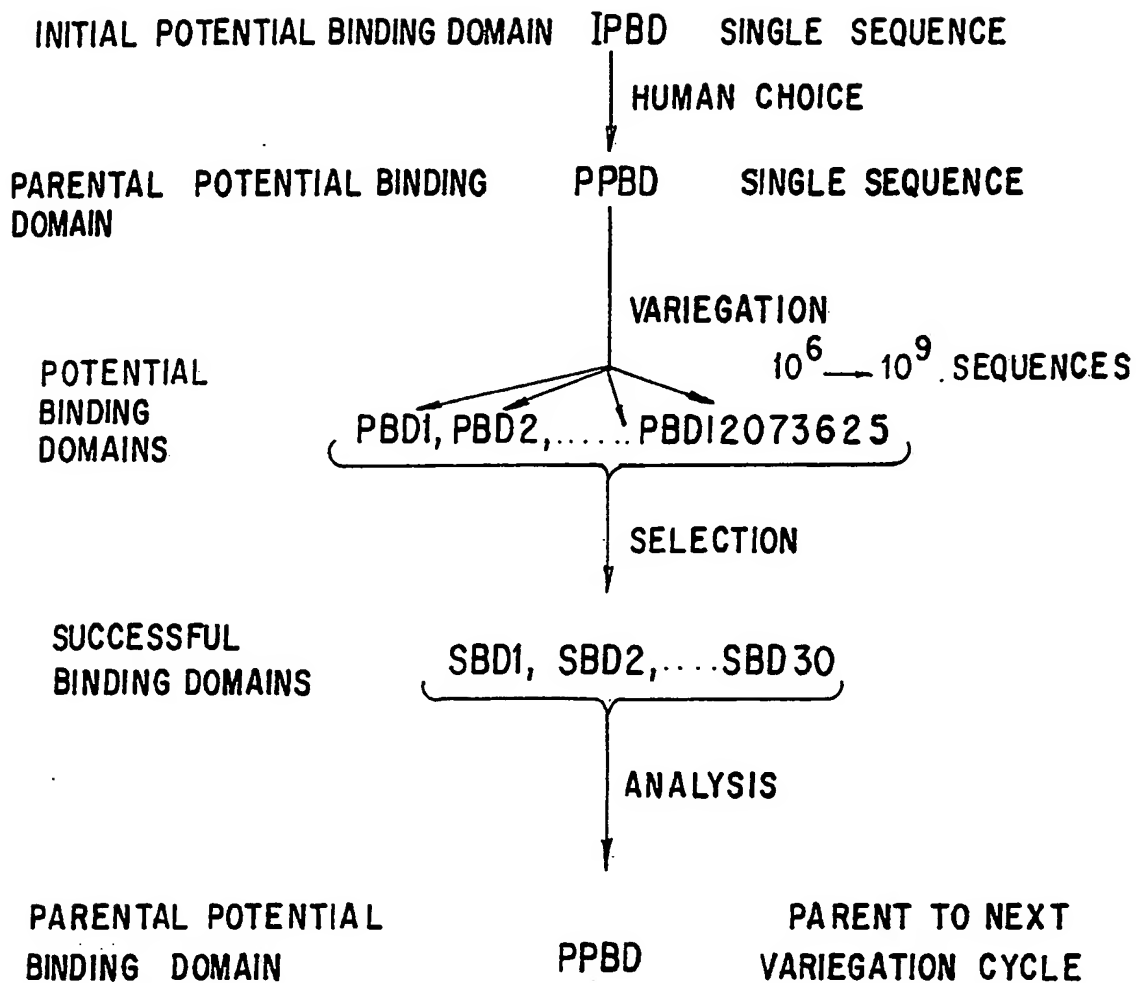 INITIAL POTENTIAL BINDING DOMAIN IPBD SINGLE SEQUENCE
HUMAN CHOICE
PARENTAL POTENTIAL BINDING PPBD SINGLE SEQUENCE
DOMAIN
VARIEGATION
10^6 → 10^9 . SEQUENCES
POTENTIAL
BINDING
DOMAINS
PBD1, PBD2, ...... PBD12073625
SELECTION
SUCCESSFUL
BINDING DOMAINS
SBD1, SBD2, .... SBD30
ANALYSIS
PARENTAL POTENTIAL
BINDING DOMAIN
PPBD
PARENT TO NEXT
VARIEGATION CYCLE